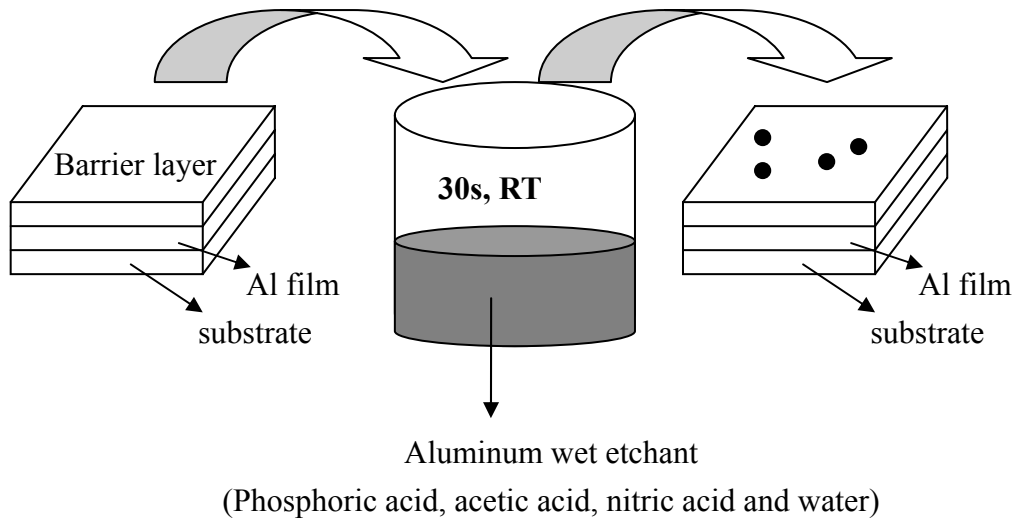 Barrier layer
30s, RT
Al film
substrate
Al film
substrate
Aluminum wet etchant
(Phosphoric acid, acetic acid, nitric acid and water)